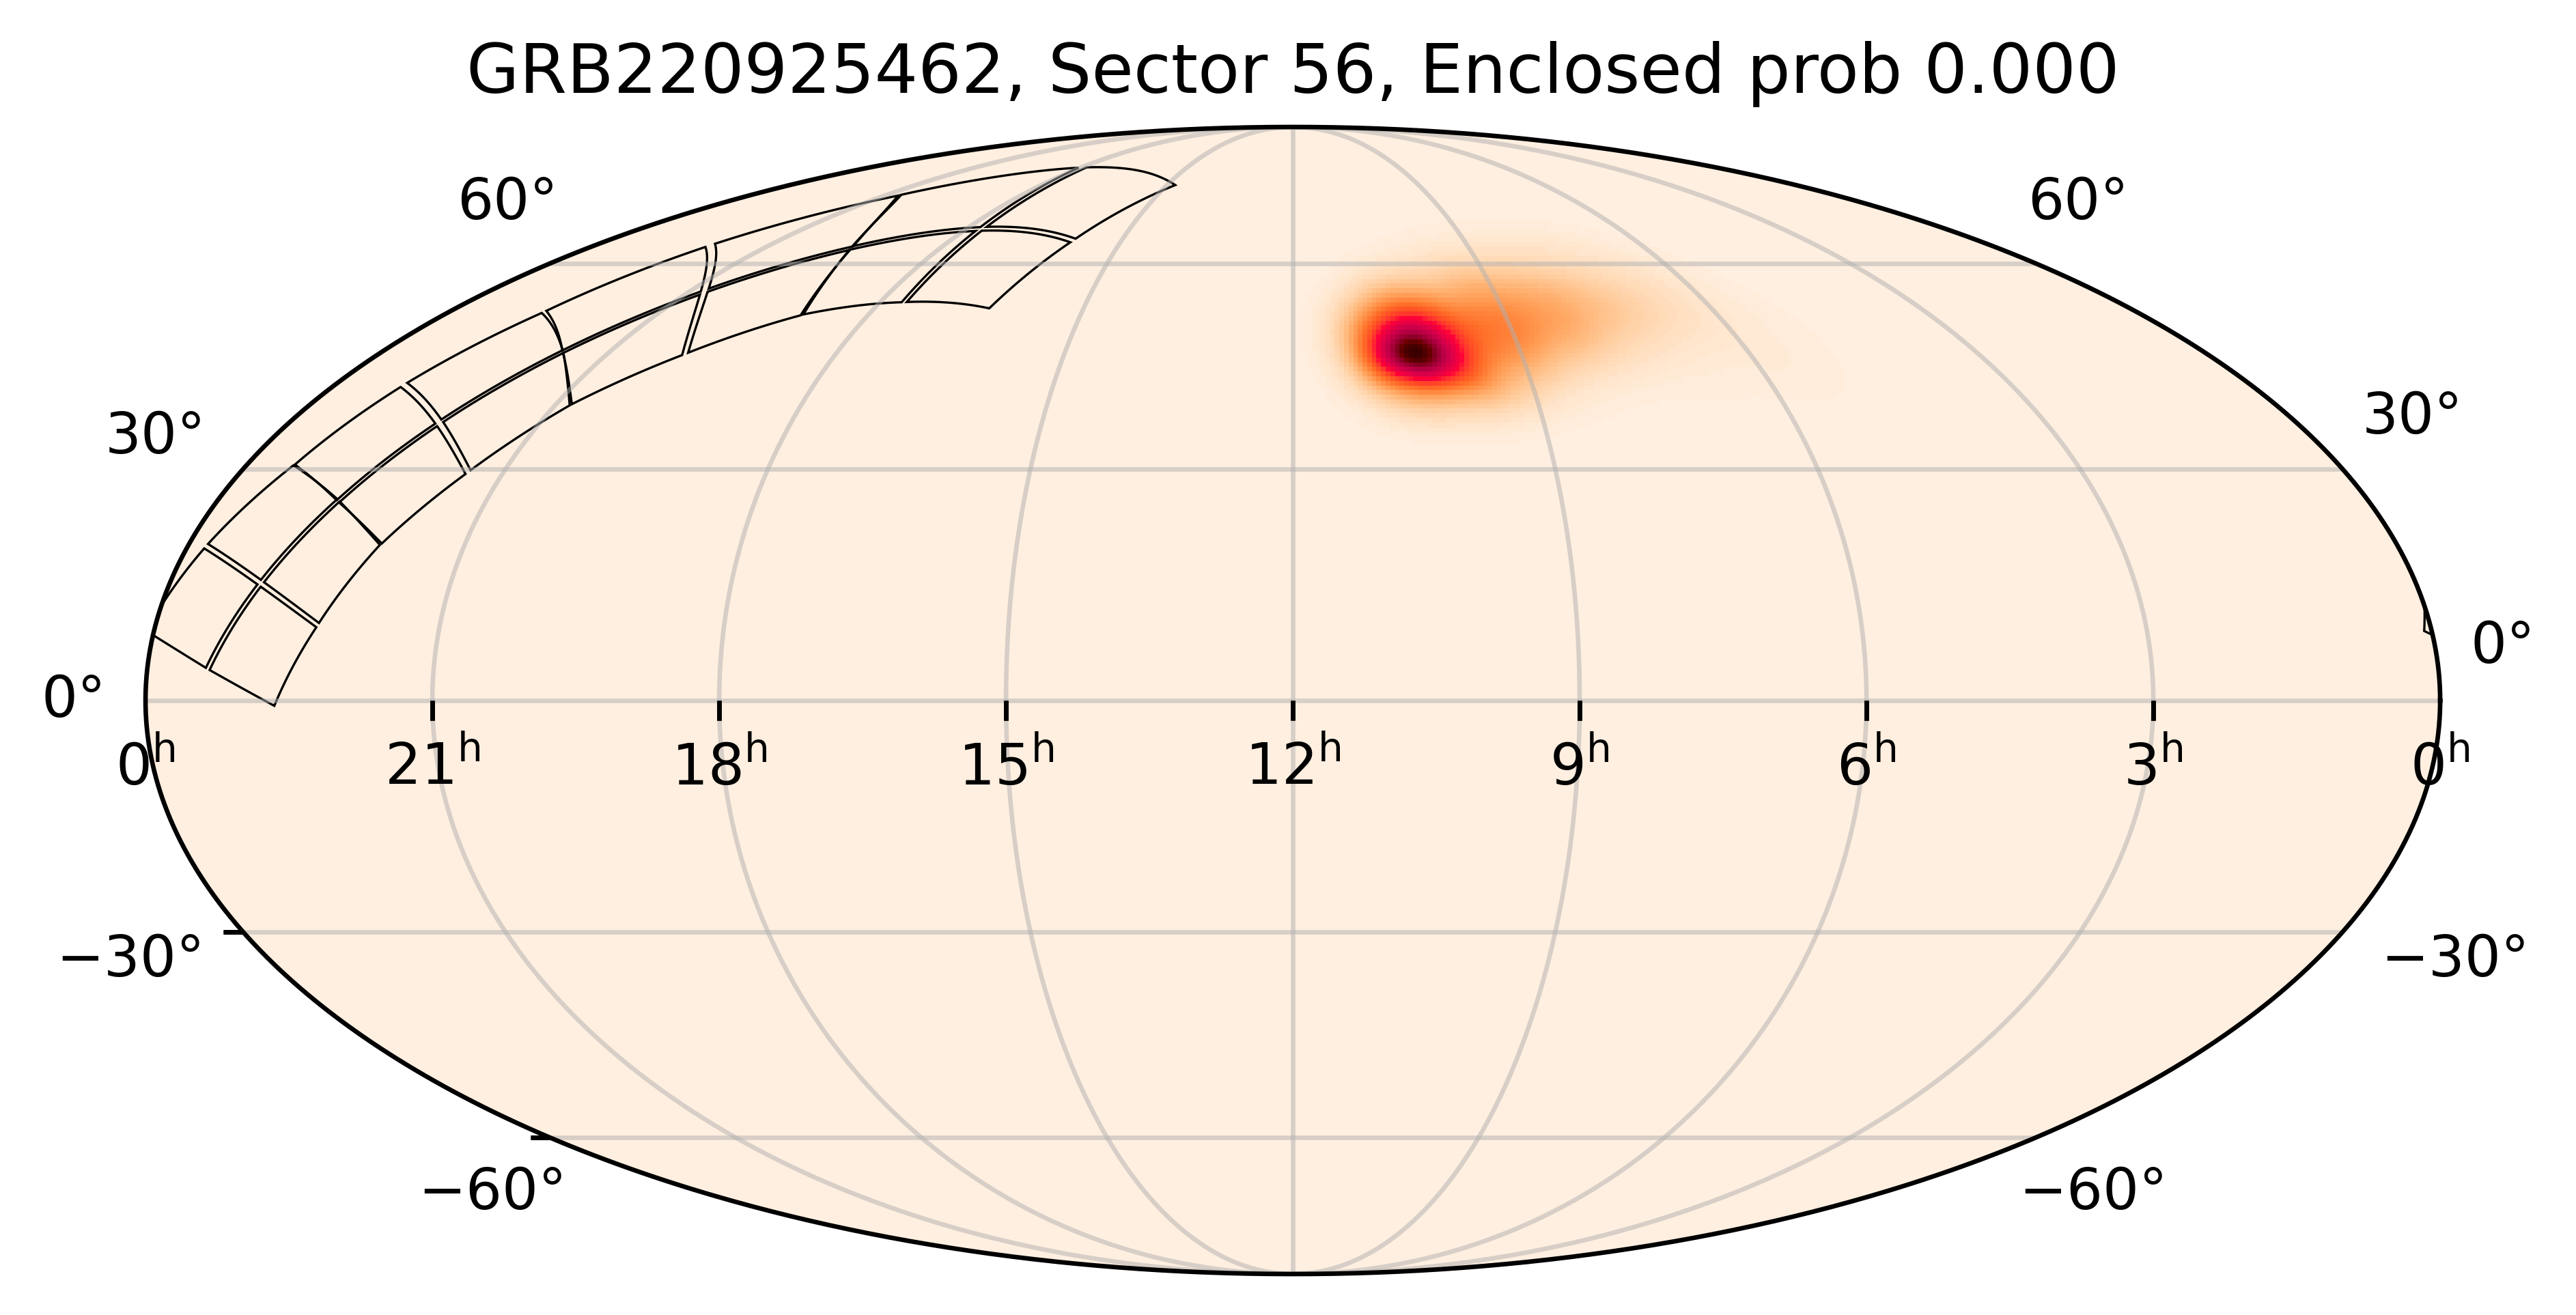 GRB220925462, Sector 56, Enclosed prob 0.000
60° 60°
30° 30°
0° 0°
0ʰ 21ʰ 18ʰ 15ʰ 12ʰ 9ʰ 6ʰ 3ʰ 0ʰ
−30° −30°
−60° −60°